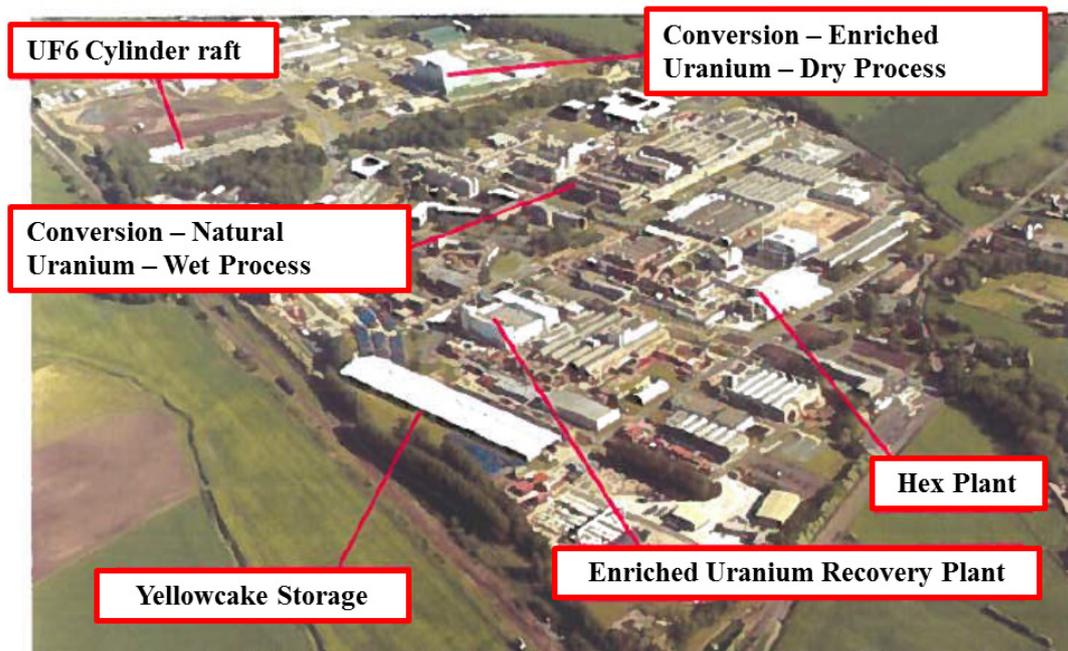 UF6 Cylinder raft
Conversion – Enriched
Uranium – Dry Process
Conversion – Natural
Uranium – Wet Process
Hex Plant
Enriched Uranium Recovery Plant
Yellowcake Storage